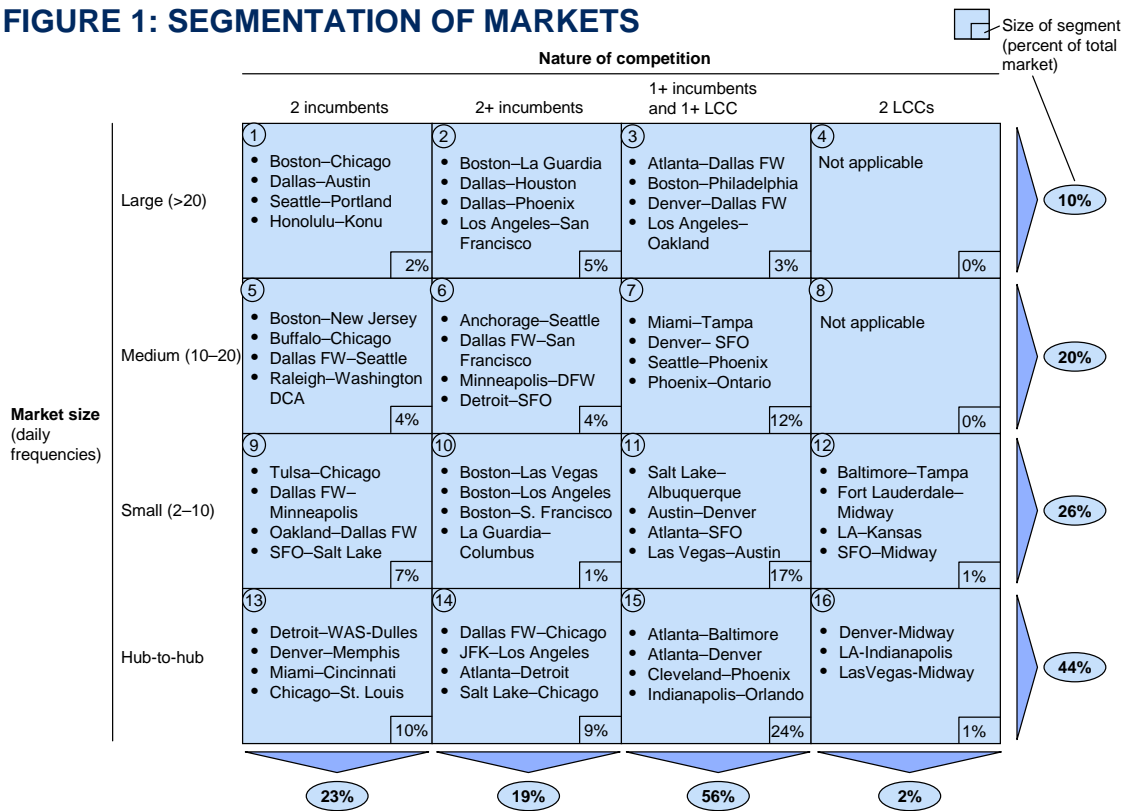 FIGURE 1: SEGMENTATION OF MARKETS
Size of segment
(percent of total
market)
Nature of competition
2 incumbents
2+ incumbents
1+ incumbents
and 1+ LCC
2 LCCs
Market size
(daily
frequencies)
Large (>20)
1
• Boston–Chicago
• Dallas–Austin
• Seattle–Portland
• Honolulu–Konu
2%
2
• Boston–La Guardia
• Dallas–Houston
• Dallas–Phoenix
• Los Angeles–San
Francisco
5%
3
• Atlanta–Dallas FW
• Boston–Philadelphia
• Denver–Dallas FW
• Los Angeles–
Oakland
3%
4
Not applicable
0%
10%
Medium (10–20)
5
• Boston–New Jersey
• Buffalo–Chicago
• Dallas FW–Seattle
• Raleigh–Washington
DCA
4%
6
• Anchorage–Seattle
• Dallas FW–San
Francisco
• Minneapolis–DFW
• Detroit–SFO
4%
7
• Miami–Tampa
• Denver– SFO
• Seattle–Phoenix
• Phoenix–Ontario
12%
8
Not applicable
0%
20%
Small (2–10)
9
• Tulsa–Chicago
• Dallas FW–
Minneapolis
• Oakland–Dallas FW
• SFO–Salt Lake
7%
10
• Boston–Las Vegas
• Boston–Los Angeles
• Boston–S. Francisco
• La Guardia–
Columbus
1%
11
• Salt Lake–
Albuquerque
• Austin–Denver
• Atlanta–SFO
• Las Vegas–Austin
17%
12
• Baltimore–Tampa
• Fort Lauderdale–
Midway
• LA–Kansas
• SFO–Midway
1%
26%
Hub-to-hub
13
• Detroit–WAS-Dulles
• Denver–Memphis
• Miami–Cincinnati
• Chicago–St. Louis
10%
14
• Dallas FW–Chicago
• JFK–Los Angeles
• Atlanta–Detroit
• Salt Lake–Chicago
9%
15
• Atlanta–Baltimore
• Atlanta–Denver
• Cleveland–Phoenix
• Indianapolis–Orlando
24%
16
• Denver-Midway
• LA-Indianapolis
• LasVegas-Midway
1%
44%
23%
19%
56%
2%